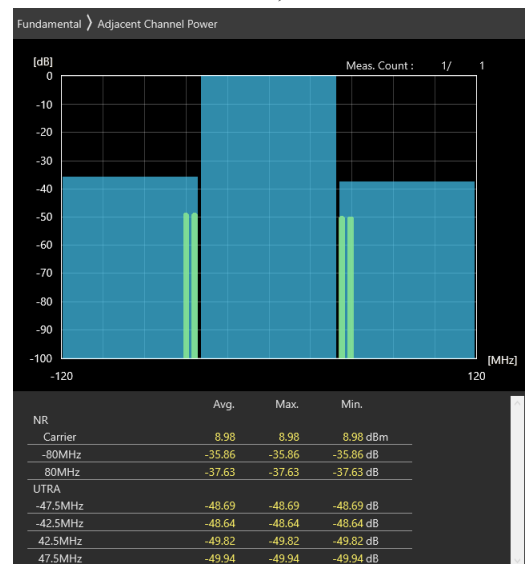 Fundamental 〉 Adjacent Channel Power
[dB]
Meas. Count : 1/ 1
0
-10
-20
-30
-40
-50
-60
-70
-80
-90
-100
[MHz]
-120 120
Avg. Max. Min.
NR
Carrier 8.98 8.98 8.98 dBm
-80MHz -35.86 -35.86 -35.86 dB
80MHz -37.63 -37.63 -37.63 dB
UTRA
-47.5MHz -48.69 -48.69 -48.69 dB
-42.5MHz -48.64 -48.64 -48.64 dB
42.5MHz -49.82 -49.82 -49.82 dB
47.5MHz -49.94 -49.94 -49.94 dB